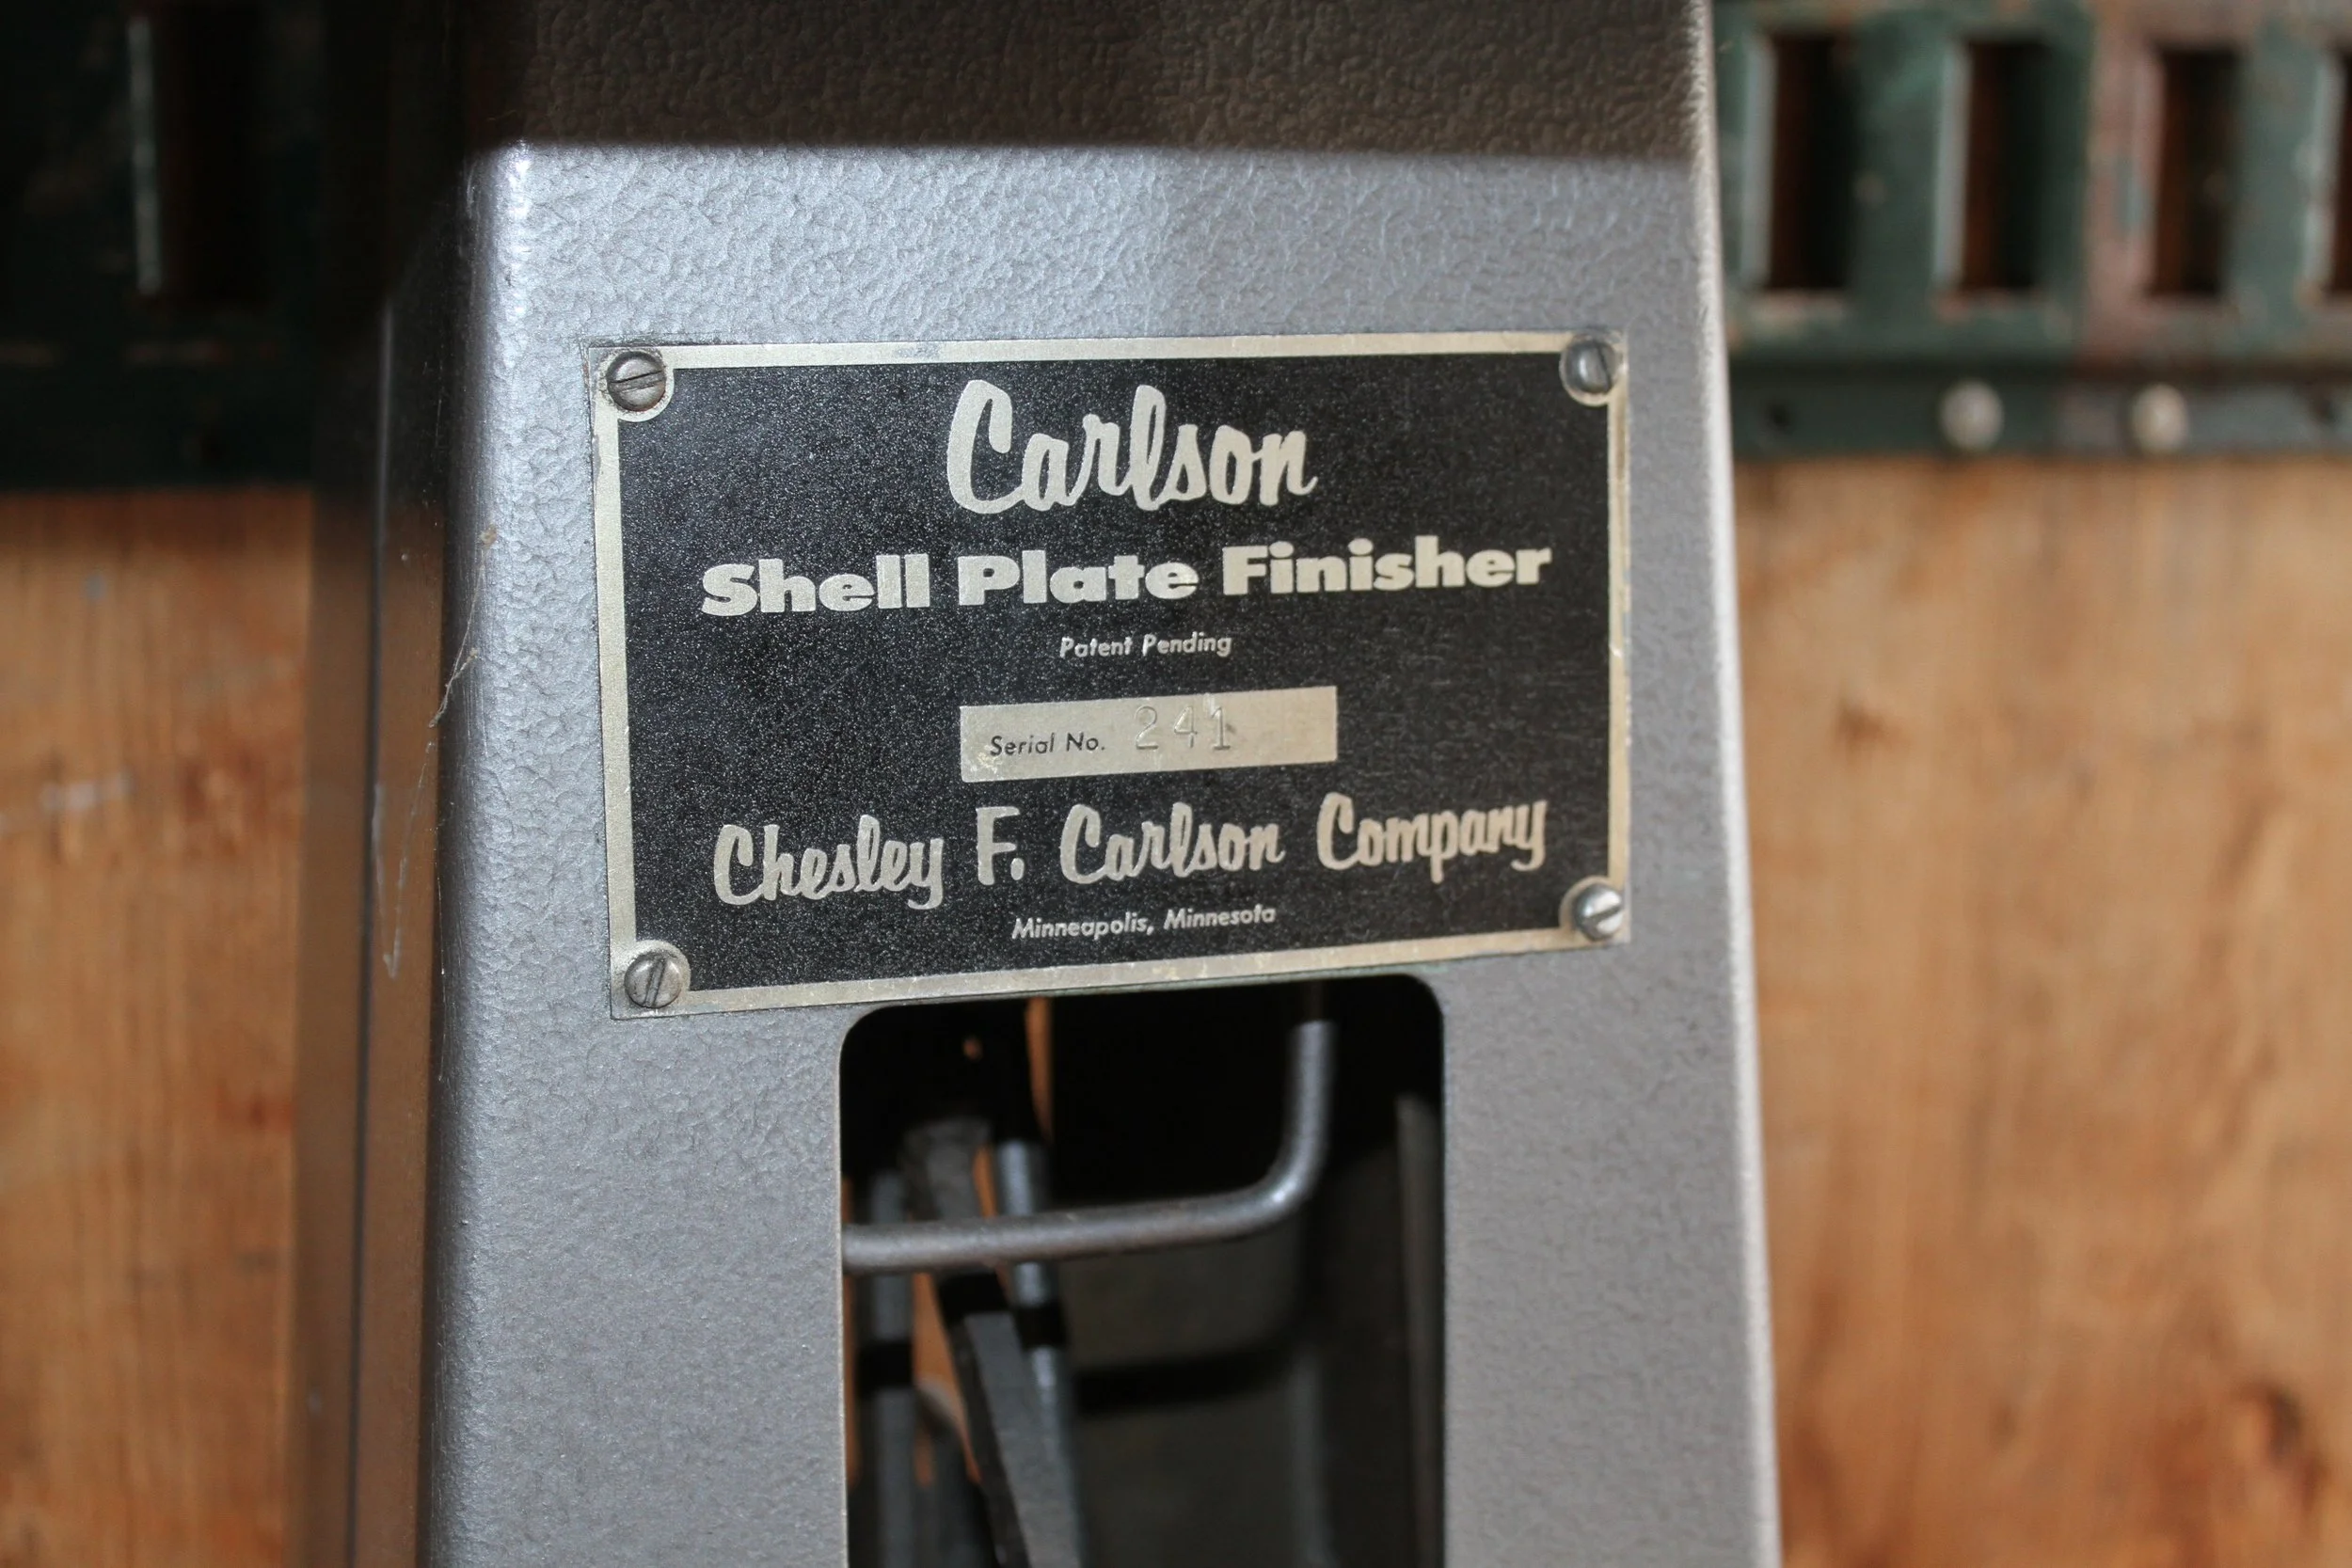 Carlson
Shell Plate Finisher
Patent Pending
Serial No. 241
Chesley F. Carlson Company
Minneapolis, Minnesota